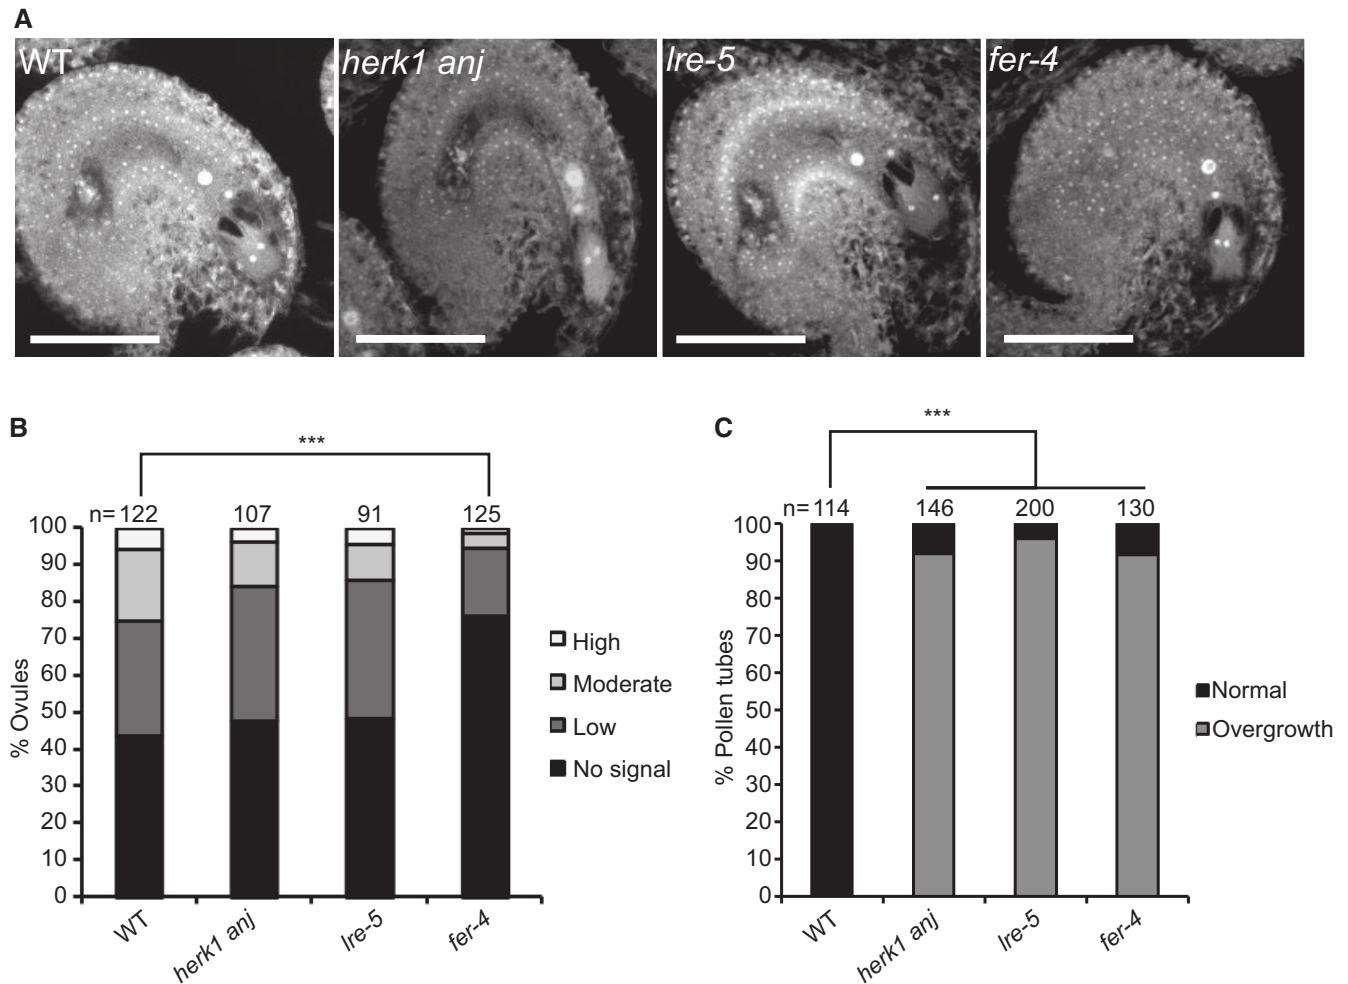 A
WT
herk1 anj
lre-5
fer-4
B
***
n= 122 107 91 125
100
90
80
70
60
50
40
30
20
10
0
% Ovules
WT
herk1 anj
lre-5
fer-4
High
Moderate
Low
No signal
C
***
n= 114 146 200 130
100
90
80
70
60
50
40
30
20
10
0
% Pollen tubes
WT
herk1 anj
lre-5
fer-4
Normal
Overgrowth